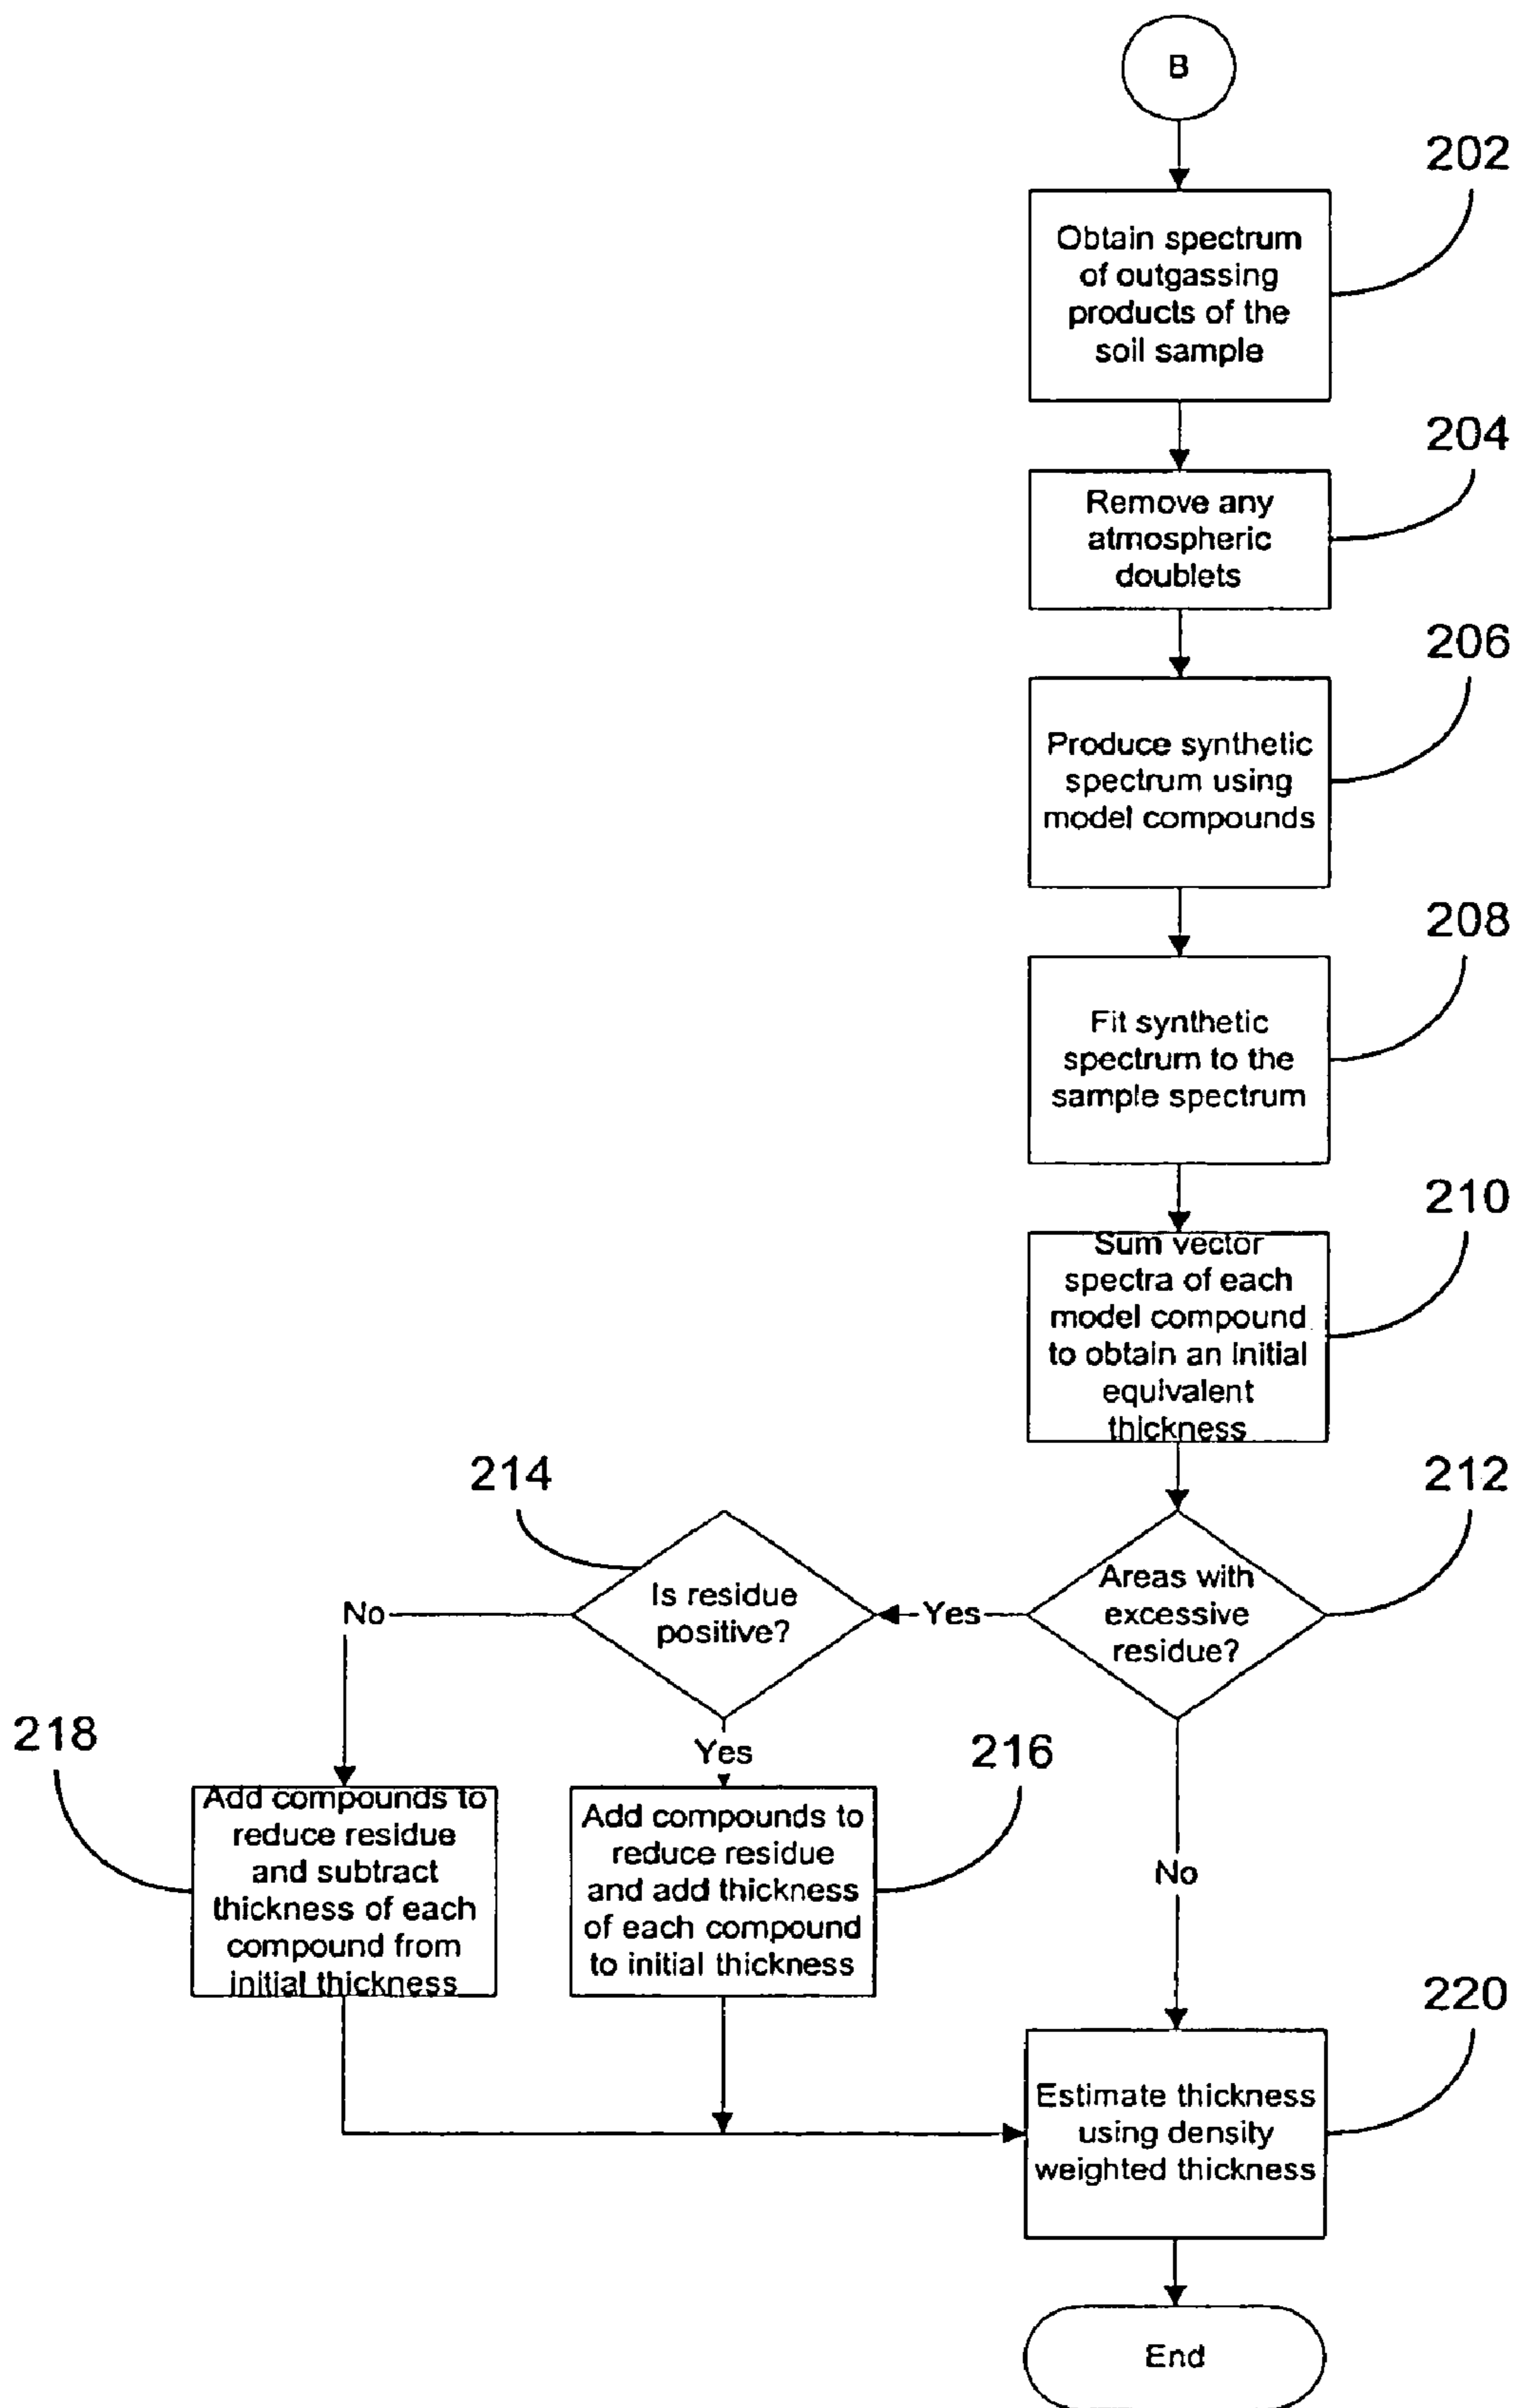 B
202
Obtain spectrum
of outgassing
products of the
soil sample
204
Remove any
atmospheric
doublets
206
Produce synthetic
spectrum using
model compounds
208
Fit synthetic
spectrum to the
sample spectrum
210
Sum vector
spectra of each
model compound
to obtain an initial
equivalent
thickness
212
Areas with
excessive
residue?
Yes
No
214
Is residue
positive?
No
Yes
218
Add compounds to
reduce residue
and subtract
thickness of each
compound from
initial thickness
216
Add compounds to
reduce residue
and add thickness
of each compound
to initial thickness
220
Estimate thickness
using density
weighted thickness
End